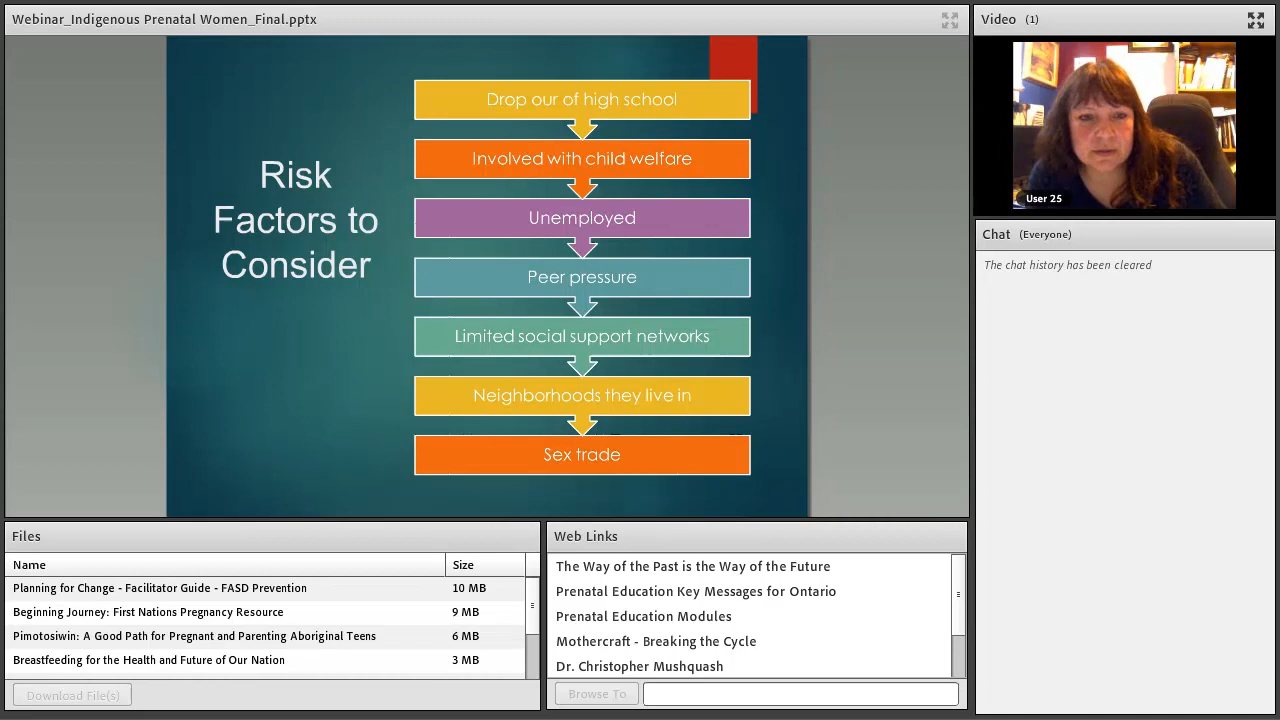 Webinar_Indigenous Prenatal Women_Final.pptx
Risk
Factors to
Consider
Drop our of high school
Involved with child welfare
Unemployed
Peer pressure
Limited social support networks
Neighborhoods they live in
Sex trade
Video (1)
User 25
Chat (Everyone)
The chat history has been cleared
Files
Name Size
Planning for Change - Facilitator Guide - FASD Prevention 10 MB
Beginning Journey: First Nations Pregnancy Resource 9 MB
Pimotosiwin: A Good Path for Pregnant and Parenting Aboriginal Teens 6 MB
Breastfeeding for the Health and Future of Our Nation 3 MB
Download File(s)
Web Links
The Way of the Past is the Way of the Future
Prenatal Education Key Messages for Ontario
Prenatal Education Modules
Mothercraft - Breaking the Cycle
Dr. Christopher Mushquash
Browse To